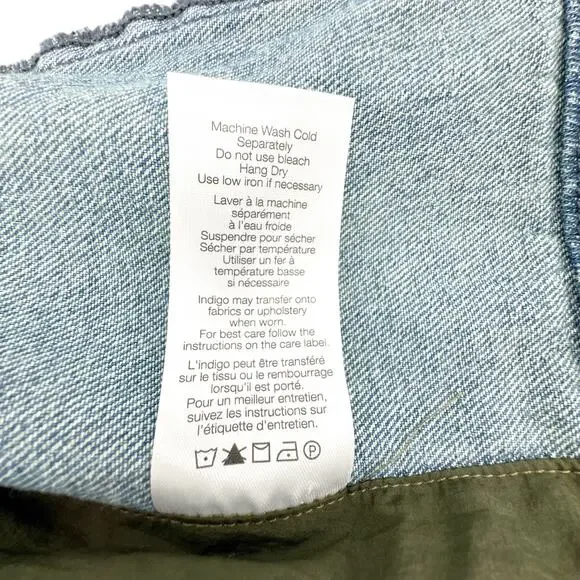 Machine Wash Cold
Separately
Do not use bleach
Hang Dry
Use low iron if necessary
Laver à la machine
séparément
à l'eau froide
Suspendre pour sécher
Sécher par température
Utiliser un fer à
température basse
si nécessaire
Indigo may transfer onto
fabrics or upholstery
when worn.
For best care follow the
instructions on the care label.
L'indigo peut être transféré
sur le tissu ou le rembourrage
lorsqu'il est porté.
Pour un meilleur entretien,
suivez les instructions sur
l'étiquette d'entretien.
P